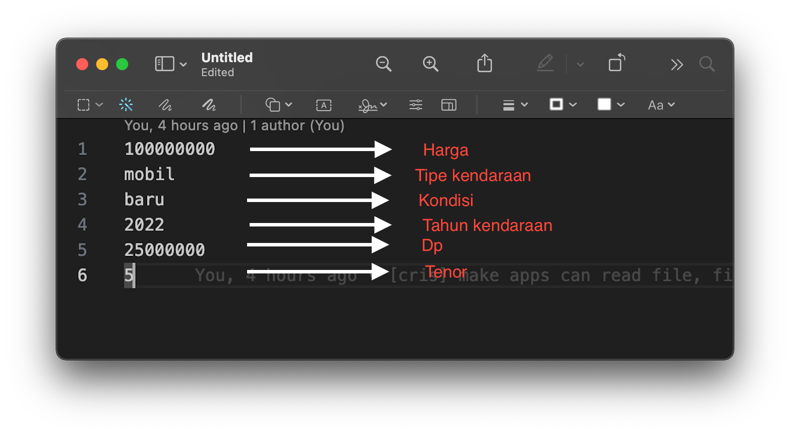 Untitled
Edited
A
Aa
You, 4 hours ago | 1 author (You)
1 100000000 Harga
2 mobil Tipe kendaraan
3 baru Kondisi
4 2022 Tahun kendaraan
5 25000000 Dp
6 5 You, 4 hours ago [cris] make apps can read file, fi Tenor